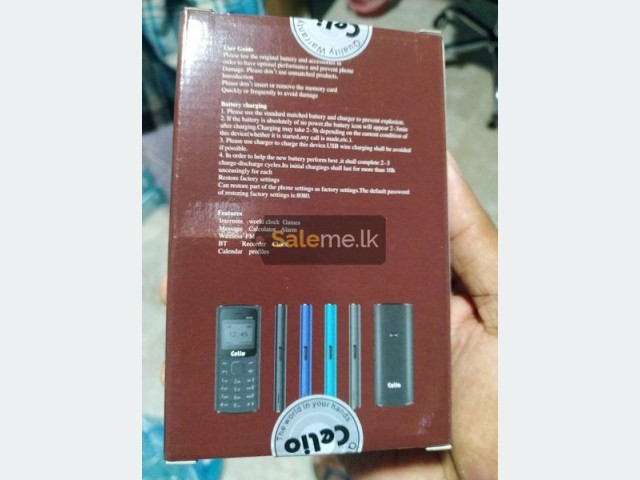 Celio
Quality Warranty
User Guide
Please use the original battery and accessories in
order to have optional performance and prevent phone
Damage. Please don't use unmatched products.
Introduction
Please don't insert or remove the memory card
Quickly or frequently to avoid damage
Battery charging
1. Please use the standard matched battery and charger to prevent explosion.
2. If the battery is absolutely of no power,the battery icon will appear 2-3min
after charging.Charging may take 2-5h depending on the current condition of
this device(whether it is started,any call is made,etc.).
3. Please use charger to charge this device.USB wire charging shall be avoided
if possible.
4. In order to help the new battery perform best ,it shall complete 2-3
charge-discharge cycles.Its initial chargings shall last for more than 10h
unceasingly for each
Restore factory settings
Can restore part of the phone settings as factory settings.The default password
of restoring factory settings is:8080.
Features
Internets world clock Games
Message Calculator Alarm
Wireless FM
BT Recorder
Calendar profiles
Saleme.lk
12:45
Celio
Celio
The world in your hands
Celio